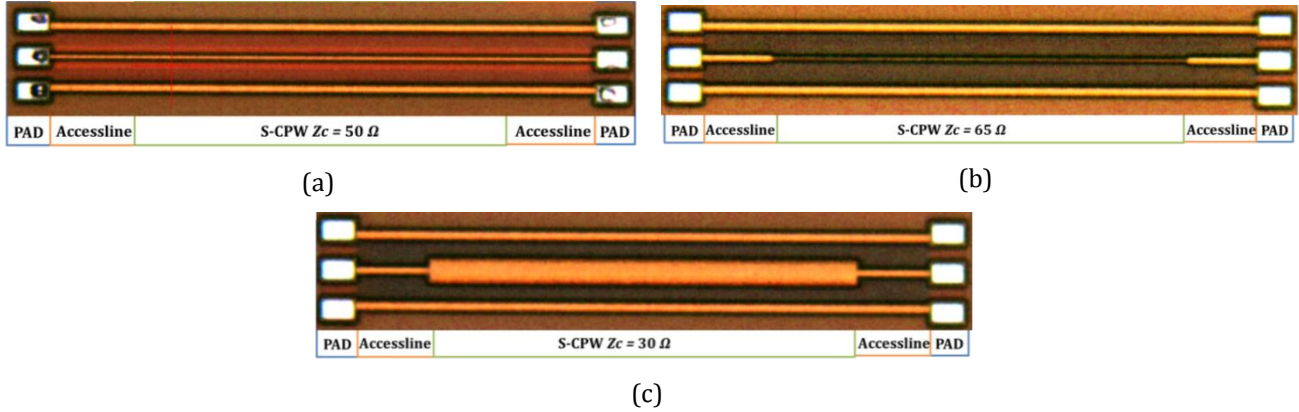 PAD Accessline S-CPW Zc = 50 Ω Accessline PAD
(a)
PAD Accessline S-CPW Zc = 65 Ω Accessline PAD
(b)
PAD Accessline S-CPW Zc = 30 Ω Accessline PAD
(c)